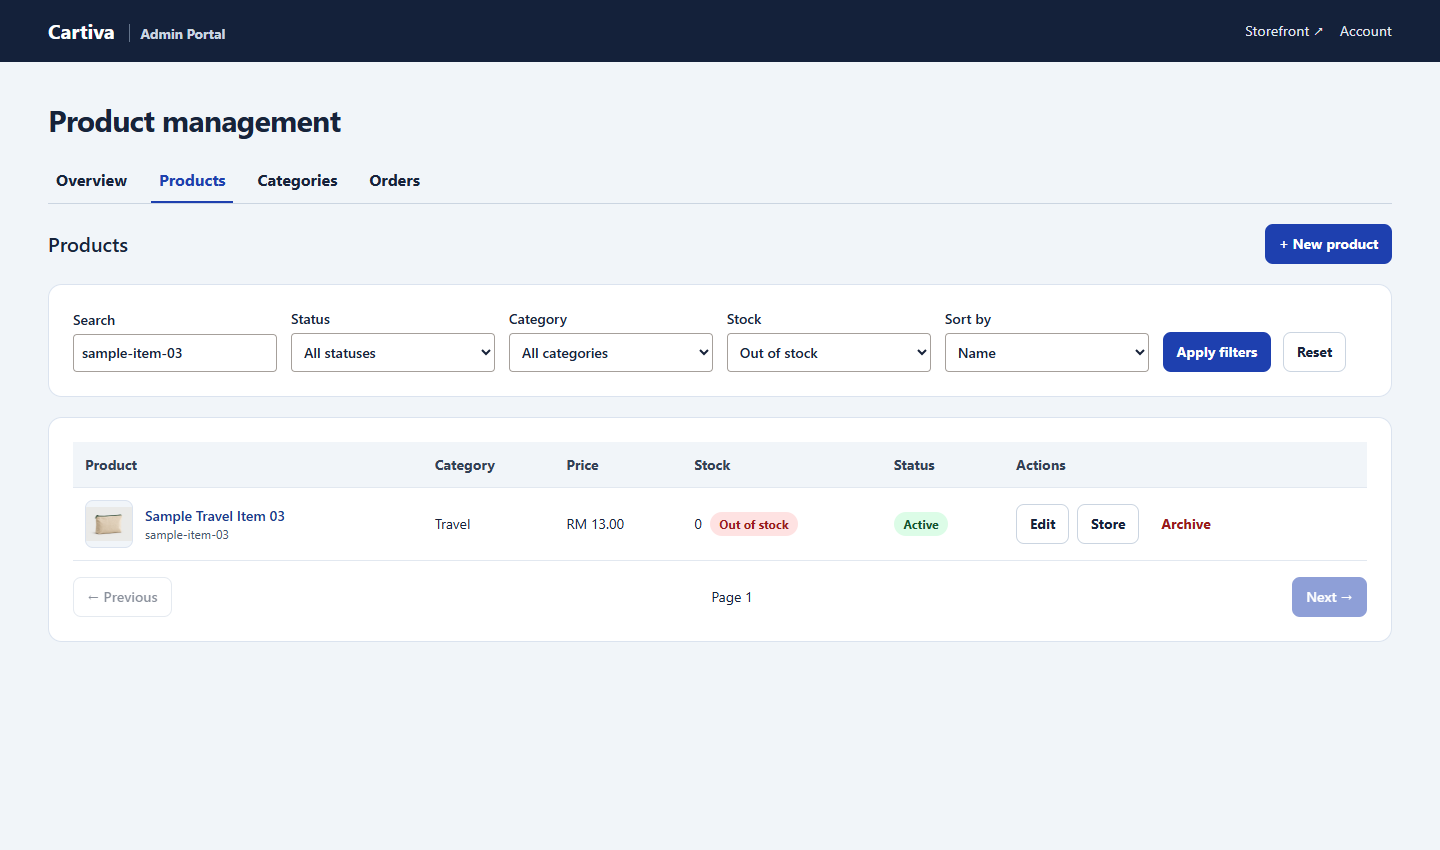 Cartiva Admin Portal Storefront ↗ Account
Product management
Overview Products Categories Orders
Products + New product
Search Status Category Stock Sort by
sample-item-03 All statuses All categories Out of stock Name Apply filters Reset
Product Category Price Stock Status Actions
Sample Travel Item 03
sample-item-03
Travel RM 13.00 0 Out of stock Active Edit Store Archive
← Previous Page 1 Next →